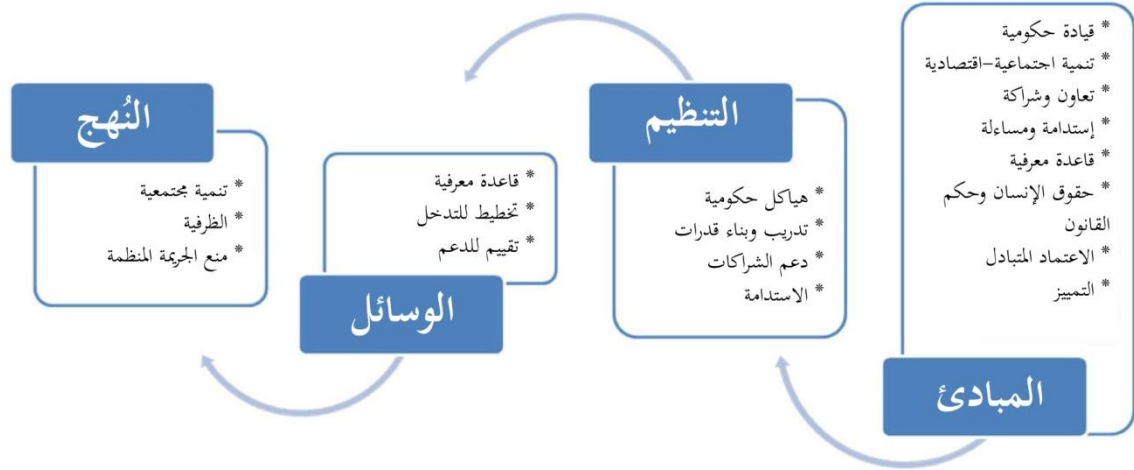 * قيادة حكومية
* تنمية اجتماعية-اقتصادية
* تعاون وشراكة
* إستدامة ومساءلة
* قاعدة معرفية
* حقوق الإنسان وحكم
القانون
* الاعتماد المتبادل
* التمييز
المبادئ
التنظيم
* هياكل حكومية
* تدريب وبناء قدرات
* دعم الشراكات
* الاستدامة
* قاعدة معرفية
* تخطيط للتدخل
* تقييم للدعم
الوسائل
النُهج
* تنمية مجتمعية
* الظرفية
* منع الجريمة المنظمة